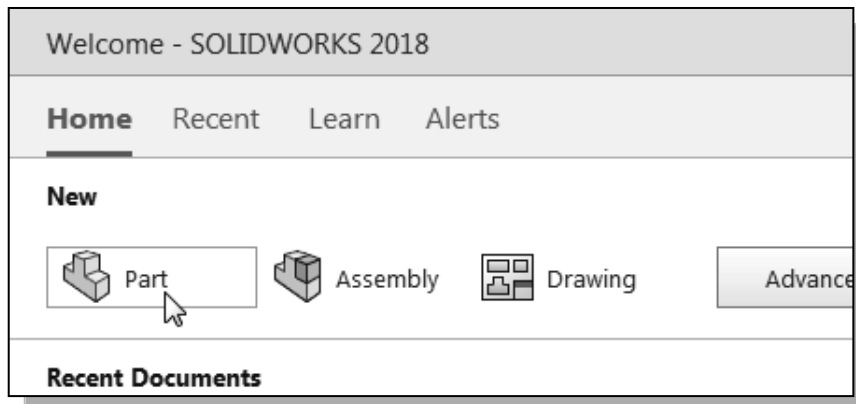 Welcome - SOLIDWORKS 2018
Home Recent Learn Alerts
New
Part Assembly Drawing Advance
Recent Documents